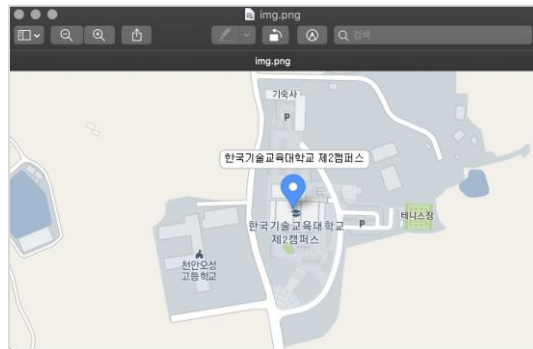 img.png
검색
img.png
기숙사
P
한국기술교육대학교 제2캠퍼스
한국기술교육대학교
제2캠퍼스
P
테니스장
천안오성
고등학교